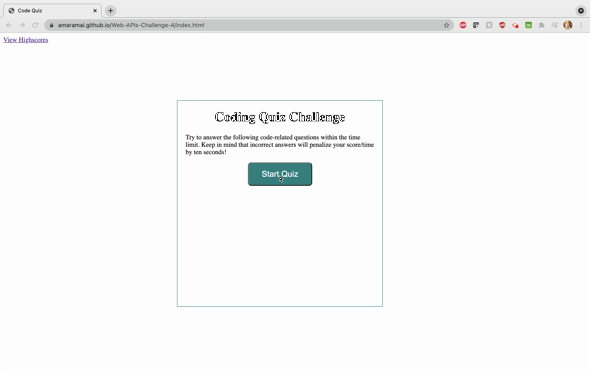 Code Quiz
amaramai.github.io/Web-APIs-Challenge-4/index.html
View Highscores
Coding Quiz Challenge
Try to answer the following code-related questions within the time
limit. Keep in mind that incorrect answers will penalize your score/time
by ten seconds!
Start Quiz